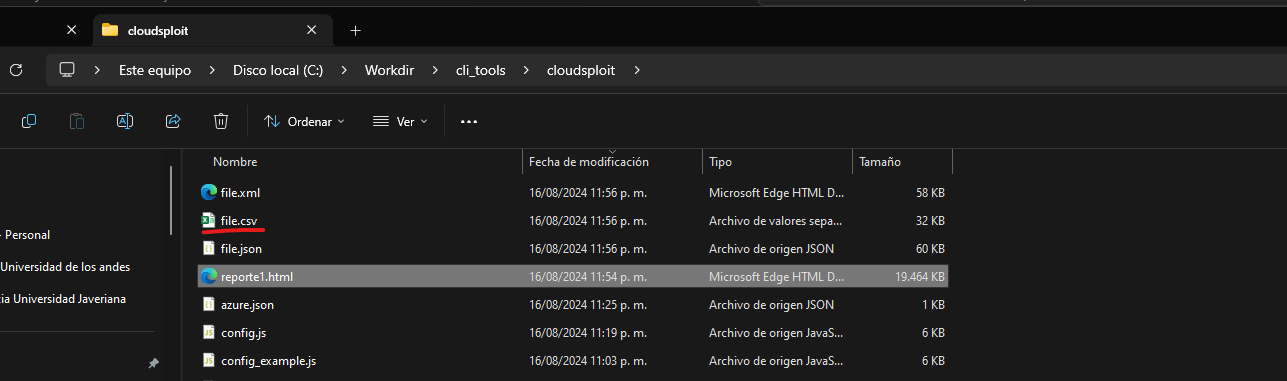 cloudsploit
Este equipo > Disco local (C:) > Workdir > cli_tools > cloudsploit >
Ordenar Ver
Nombre Fecha de modificación Tipo Tamaño
file.xml 16/08/2024 11:56 p. m. Microsoft Edge HTML D... 58 KB
file.csv 16/08/2024 11:56 p. m. Archivo de valores sepa... 32 KB
- Personal
file.json 16/08/2024 11:56 p. m. Archivo de origen JSON 60 KB
Universidad de los andes
reporte1.html 16/08/2024 11:54 p. m. Microsoft Edge HTML D... 19.464 KB
cia Universidad Javeriana
azure.json 16/08/2024 11:25 p. m. Archivo de origen JSON 1 KB
config.js 16/08/2024 11:19 p. m. Archivo de origen JavaS... 6 KB
config_example.js 16/08/2024 11:03 p. m. Archivo de origen JavaS... 6 KB